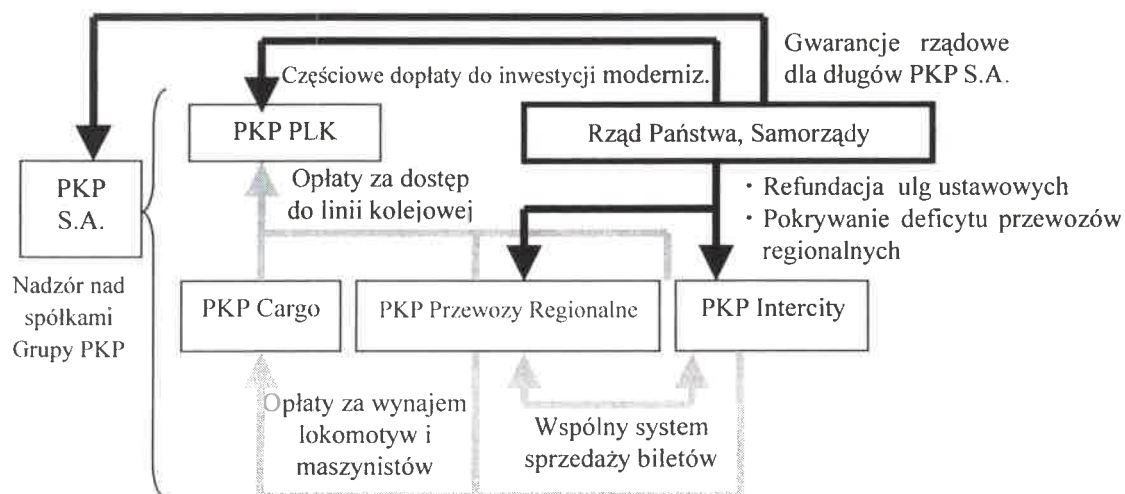 Gwarancje rządowe
dla długów PKP S.A.
Częściowe dopłaty do inwestycji moderniz.
PKP PLK
Rząd Państwa, Samorządy
PKP
S.A.
Opłaty za dostęp
do linii kolejowej
· Refundacja ulg ustawowych
· Pokrywanie deficytu przewozów
regionalnych
Nadzór nad
spółkami
Grupy PKP
PKP Cargo
PKP Przewozy Regionalne
PKP Intercity
Opłaty za wynajem
lokomotyw i
maszynistów
Wspólny system
sprzedaży biletów